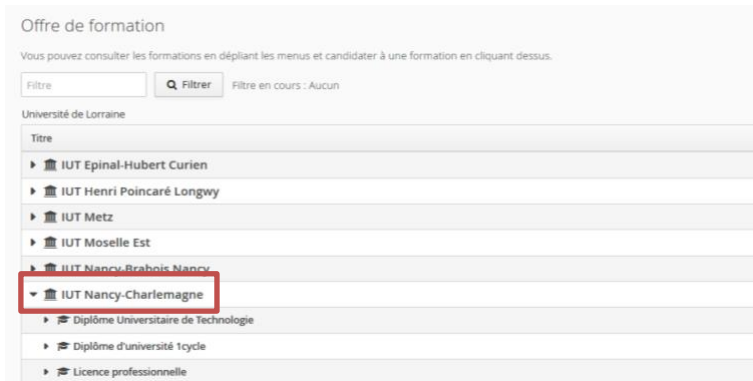 Offre de formation
Vous pouvez consulter les formations en dépliant les menus et candidater à une formation en cliquant dessus.
Filtre Filtrer Filtre en cours : Aucun
Université de Lorraine
Titre
IUT Epinal-Hubert Curien
IUT Henri Poincaré Longwy
IUT Metz
IUT Moselle Est
IUT Nancy-Brabois Nancy
IUT Nancy-Charlemagne
Diplôme Universitaire de Technologie
Diplôme d'université 1cycle
Licence professionnelle